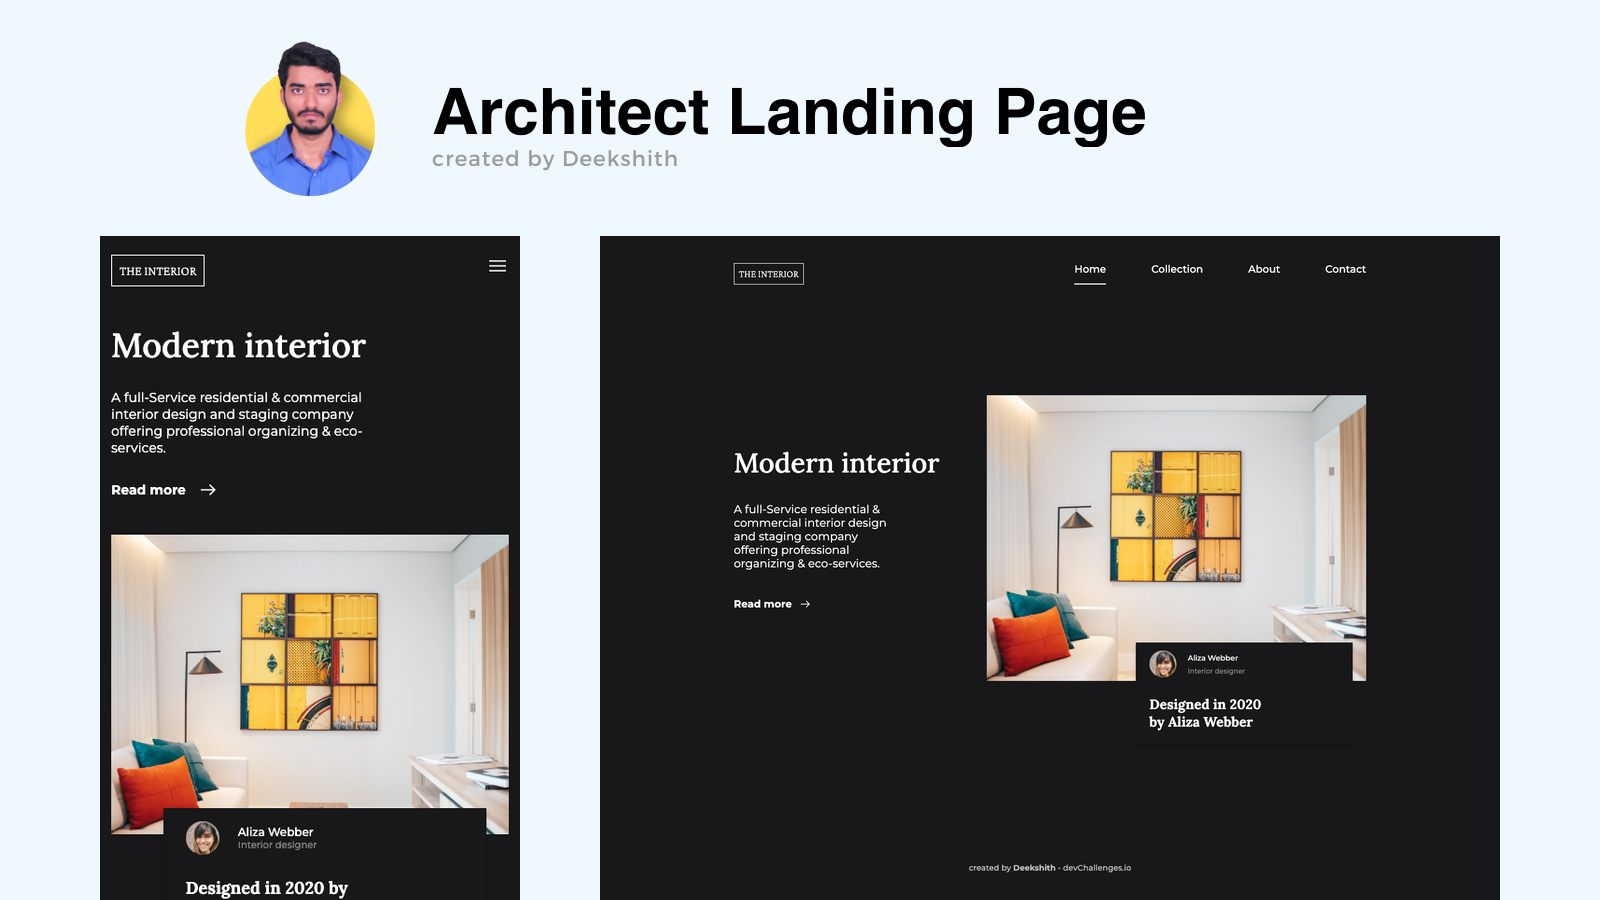 Architect Landing Page
created by Deekshith
THE INTERIOR
Modern interior
A full-Service residential & commercial
interior design and staging company
offering professional organizing & eco-
services.
Read more
Aliza Webber
Interior designer
Designed in 2020 by
THE INTERIOR
Home Collection About Contact
Modern interior
A full-Service residential &
commercial interior design
and staging company
offering professional
organizing & eco-services.
Read more
Aliza Webber
Interior designer
Designed in 2020
by Aliza Webber
created by Deekshith - devChallenges.io